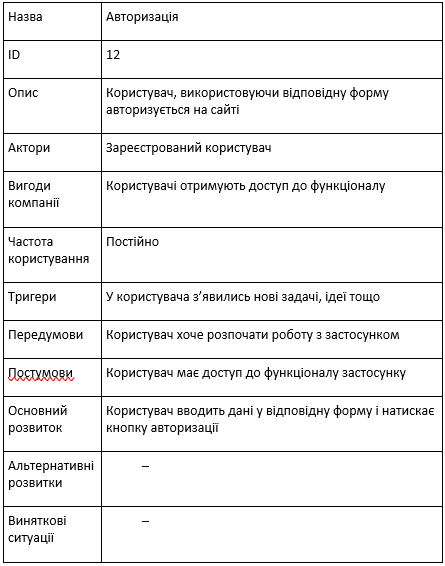 Назва Авторизація
ID 12
Опис Користувач, використовуючи відповідну форму
авторизується на сайті
Актори Зареєстрований користувач
Вигоди Користувачі отримують доступ до функціоналу
компанії
Частота Постійно
користування
Тригери У користувача з’явились нові задачі, ідеї тощо
Передумови Користувач хоче розпочати роботу з застосунком
Постумови Користувач має доступ до функціоналу застосунку
Основний Користувач вводить дані у відповідну форму і натискає
розвиток кнопку авторизації
Альтернативні –
розвитки
Виняткові –
ситуації